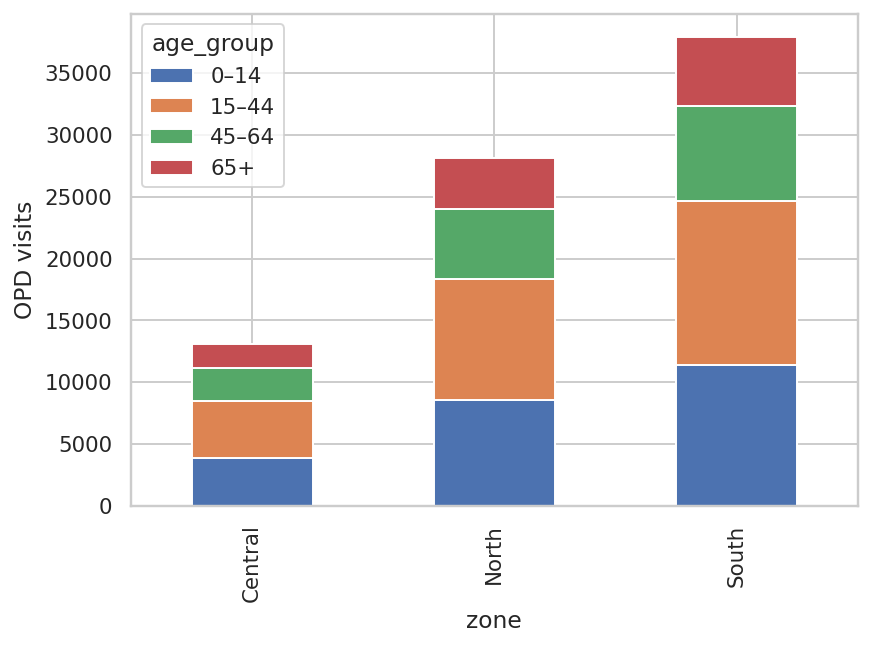 age_group
0–14
15–44
45–64
65+
OPD visits
35000
30000
25000
20000
15000
10000
5000
0
Central
North
South
zone